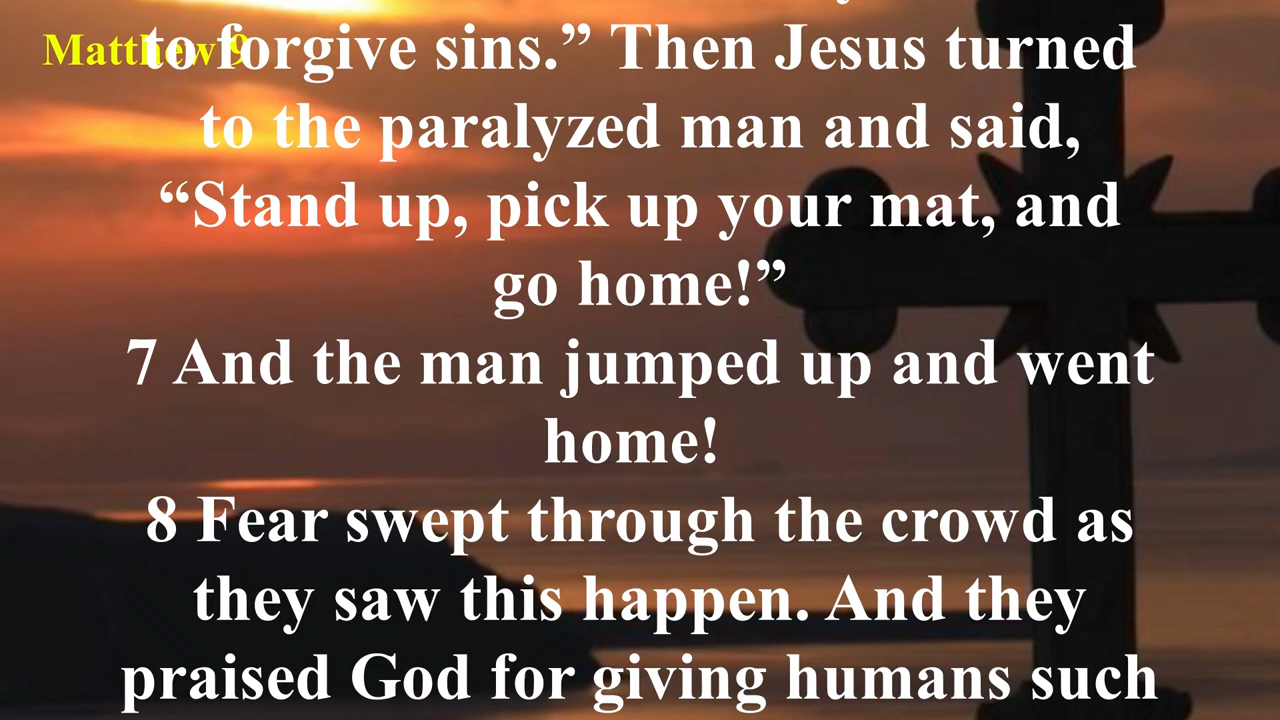 Matthew 9
to forgive sins.” Then Jesus turned
to the paralyzed man and said,
“Stand up, pick up your mat, and
go home!”
7 And the man jumped up and went
home!
8 Fear swept through the crowd as
they saw this happen. And they
praised God for giving humans such